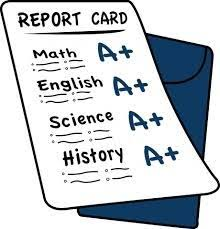 REPORT CARD
Math A+
English A+
Science A+
History A+